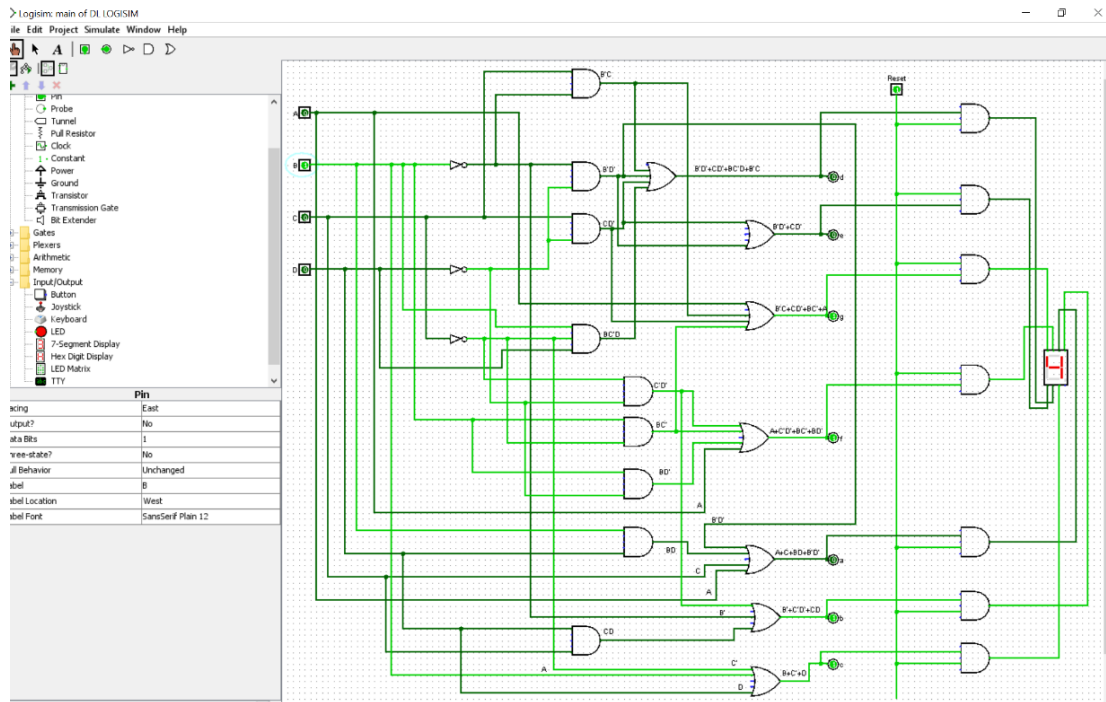 Logisim: main of DL LOGISIM
ile Edit Project Simulate Window Help
A
Pin
Probe
Tunnel
Pull Resistor
Clock
1 · Constant
Power
Ground
Transistor
Transmission Gate
Bit Extender
Gates
Plexers
Arithmetic
Memory
Input/Output
Button
Joystick
Keyboard
LED
7-Segment Display
Hex Digit Display
LED Matrix
TTY
Pin
acing East
utput? No
ata Bits 1
hree-state? No
ull Behavior Unchanged
abel B
abel Location West
abel Font SansSerif Plain 12
Reset
A
B
C
D
B'C
B'D'
CD'
BC'D
C'D'
BC'
BD'
A
B'D'
BD
C
A
B'
CD
C'
A
D
B'D'+CD'+BC'D+B'C
B'D'+CD'
B'C+CD'+BC'+A
A+C'D'+BC'+BD'
A+C+BD+B'D'
B'+C'D'+CD
B+C'+D
d
e
g
f
a
b
c
4